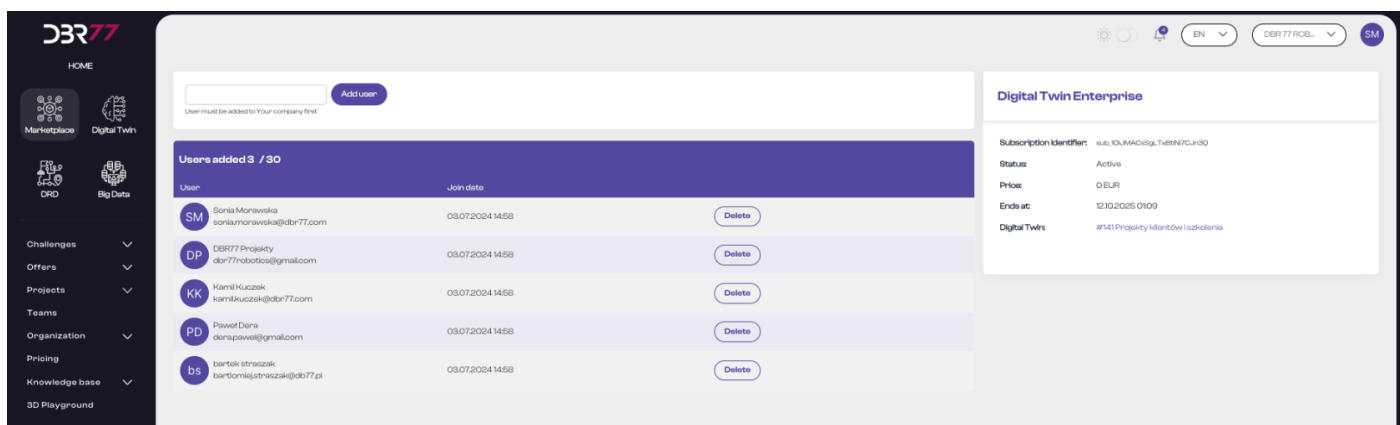 DBR77
HOME
Marketplace
Digital Twin
DRD
Big Data
Challenges
Offers
Projects
Teams
Organization
Pricing
Knowledge base
3D Playground
EN
DBR 77 ROB...
SM
Add user
User must be added to Your company first
Users added 3 / 30
User Join date
SM Sonia Morawska
sonia.morawska@dbr77.com
03.07.2024 14:58 Delete
DP DBR77 Projekty
dbr77robotics@gmail.com
03.07.2024 14:58 Delete
KK Kamil Kuczek
kamil.kuczek@dbr77.com
03.07.2024 14:58 Delete
PD Paweł Dera
dera.pawel@gmail.com
03.07.2024 14:58 Delete
bs bartek straszak
bartlomiej.straszak@db77.pl
03.07.2024 14:58 Delete
Digital Twin Enterprise
Subscription identifier:
Status: Active
Price: 0 EUR
Ends at: 12.10.2025 01:09
Digital Twin: #141 Projekty klientów i szkolenia